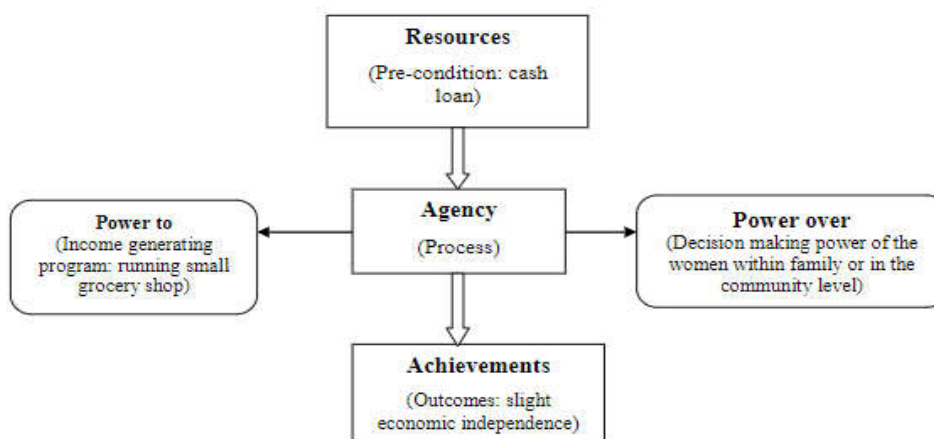 Resources
(Pre-condition: cash
loan)
Agency
(Process)
Power to
(Income generating
program: running small
grocery shop)
Power over
(Decision making power of the
women within family or in the
community level)
Achievements
(Outcomes: slight
economic independence)